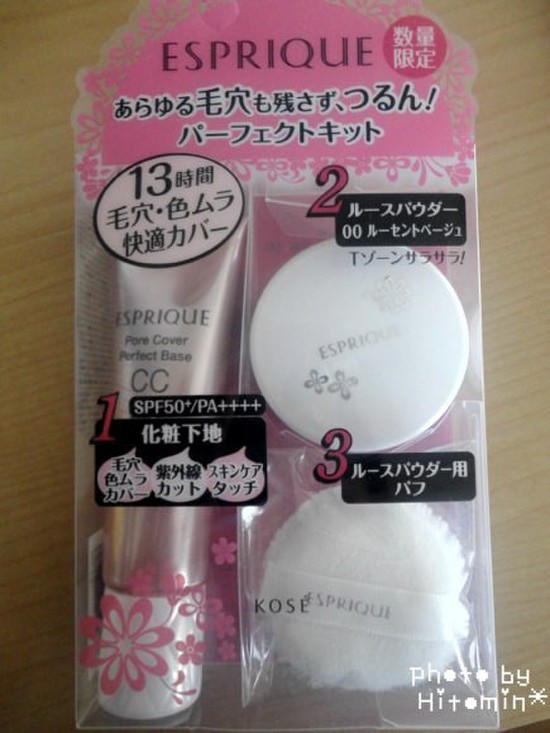 ESPRIQUE
数量
限定
あらゆる毛穴も残さず、つるん!
パーフェクトキット
13時間
毛穴・色ムラ
快適カバー
2
ルースパウダー
00 ルーセントベージュ
Tゾーンサラサラ!
ESPRIQUE
Pore Cover
Perfect Base
CC
ESPRIQUE
1
SPF50+/PA++++
化粧下地
毛穴
色ムラ
カバー
紫外線
カット
スキンケア
タッチ
3
ルースパウダー用
パフ
KOSÉ
ESPRIQUE
Photo by
Hitomin*